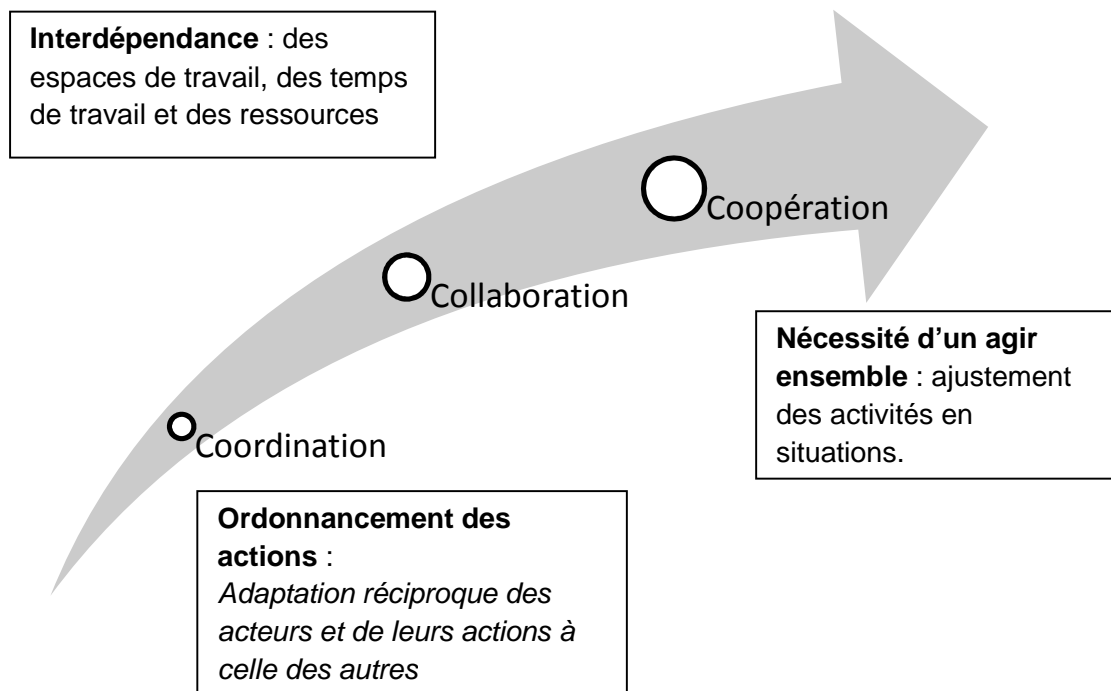 Interdépendance : des
espaces de travail, des temps
de travail et des ressources
Coopération
Collaboration
Nécessité d’un agir
ensemble : ajustement
des activités en
situations.
Coordination
Ordonnancement des
actions :
Adaptation réciproque des
acteurs et de leurs actions à
celle des autres